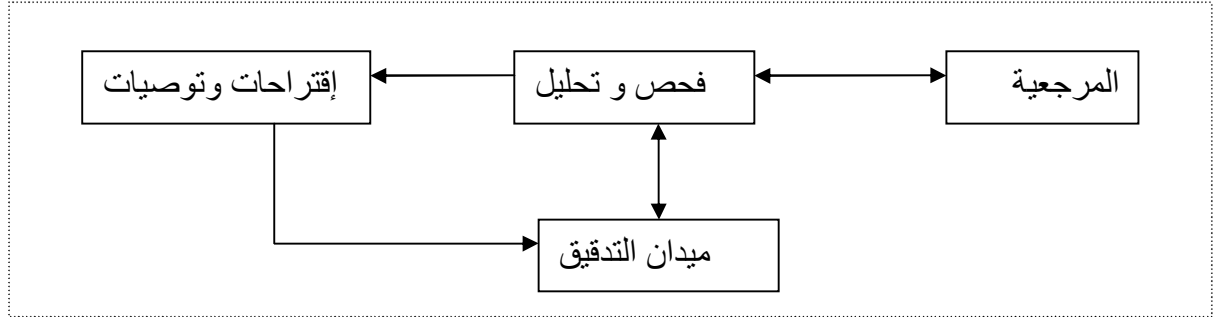 المرجعية
فحص و تحليل
إقتراحات وتوصيات
ميدان التدقيق